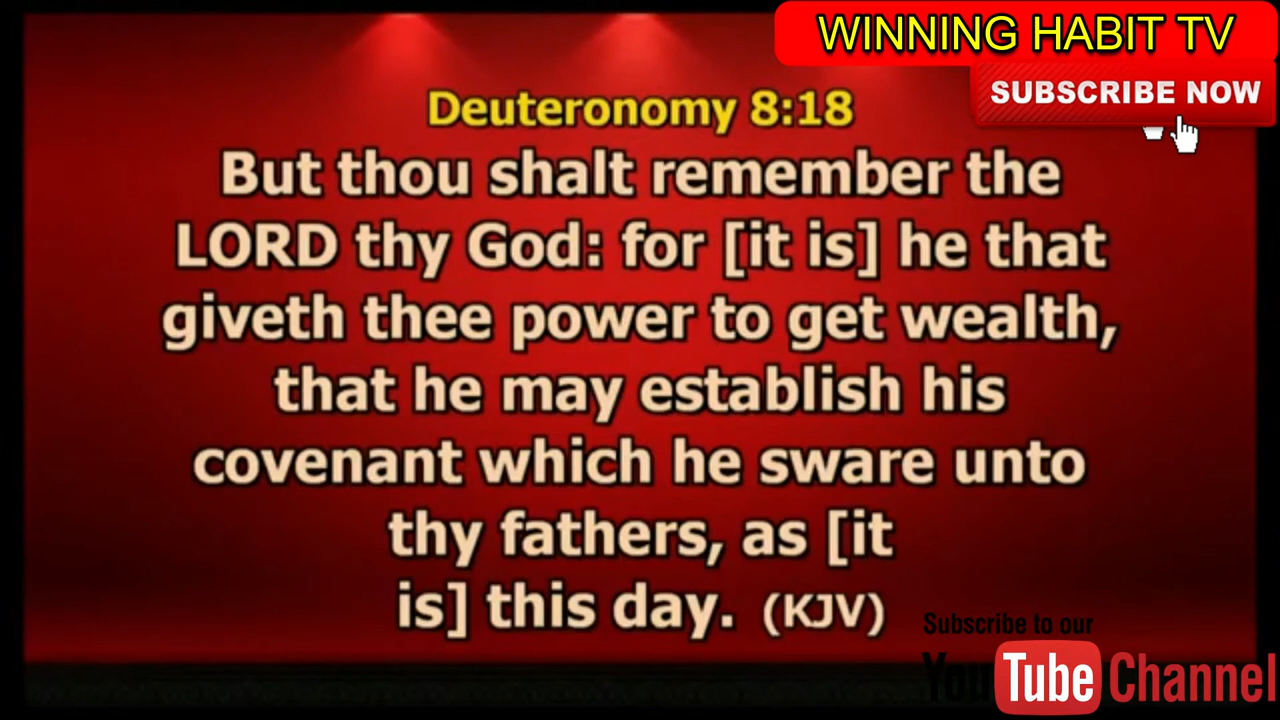 WINNING HABIT TV
SUBSCRIBE NOW
Deuteronomy 8:18
But thou shalt remember the
LORD thy God: for [it is] he that
giveth thee power to get wealth,
that he may establish his
covenant which he sware unto
thy fathers, as [it
is] this day. (KJV)
Subscribe to our
YouTube Channel